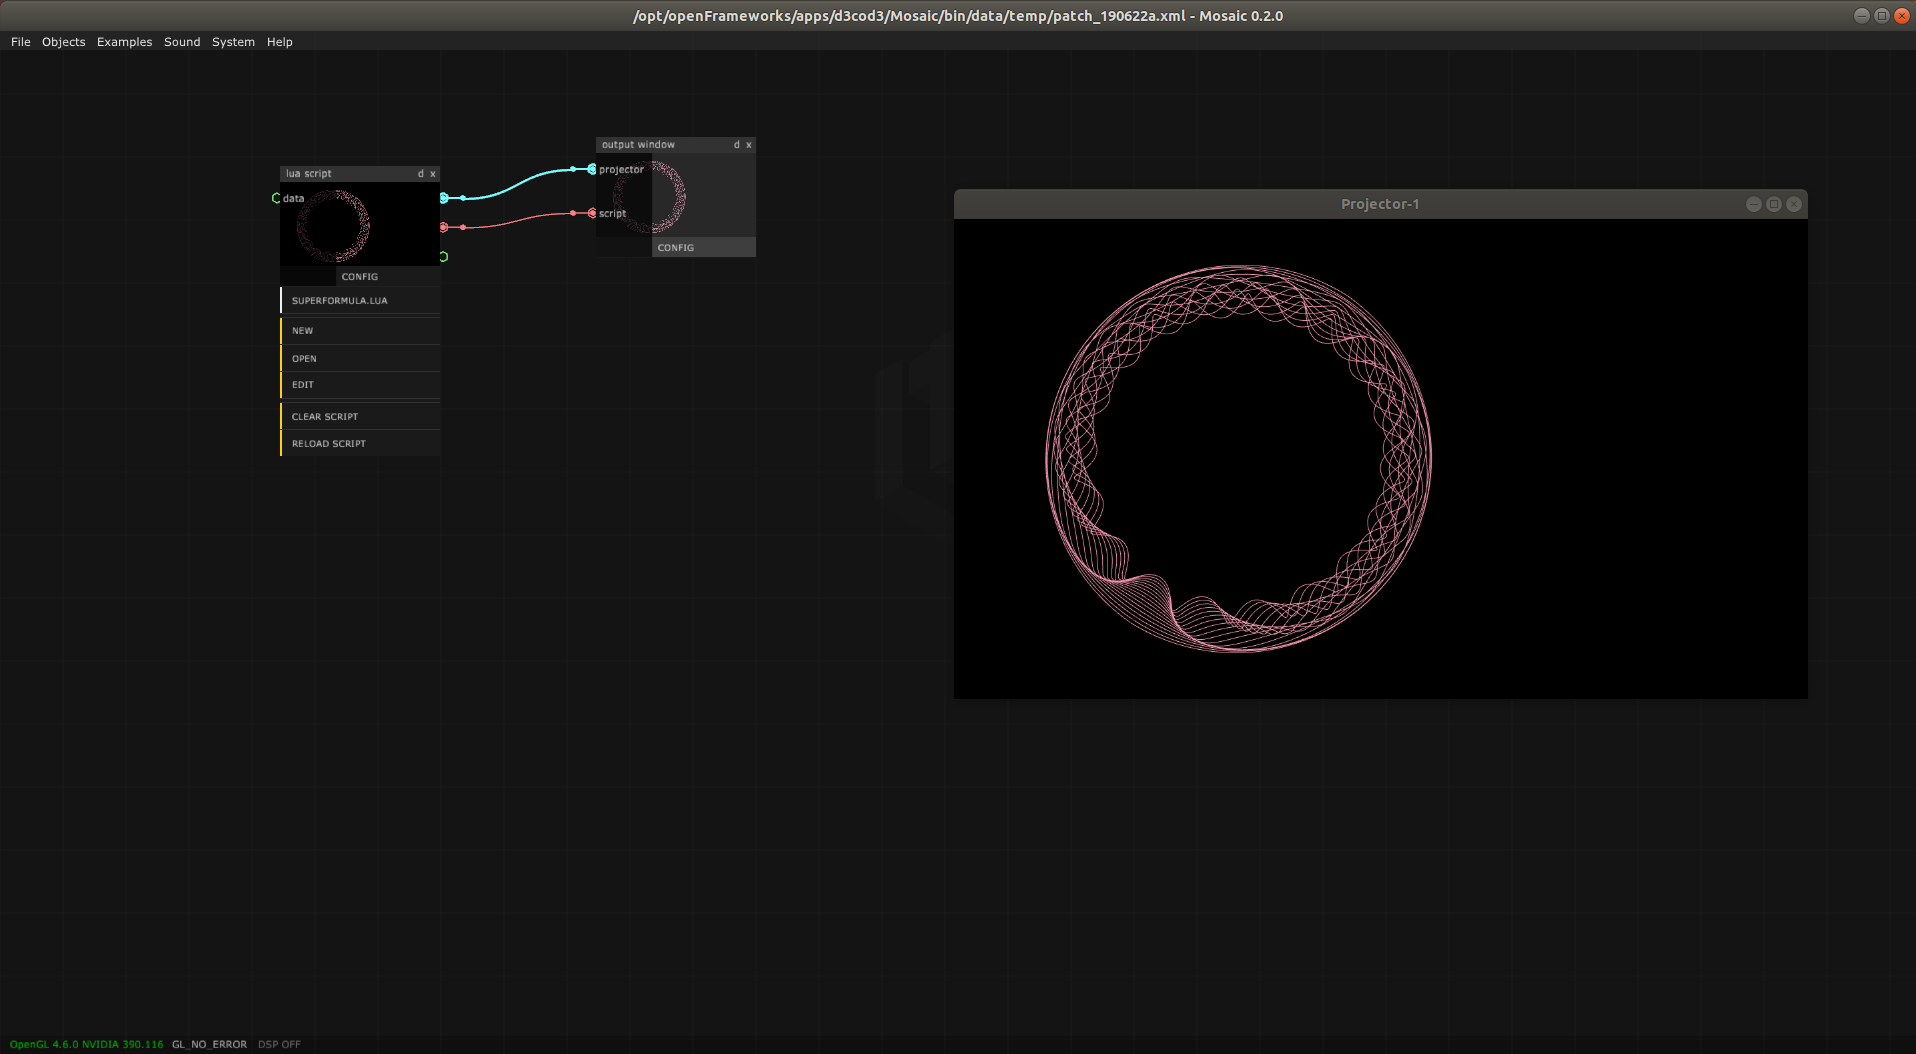 /opt/openFrameworks/apps/d3cod3/Mosaic/bin/data/temp/patch_190622a.xml - Mosaic 0.2.0
File Objects Examples Sound System Help
output window d x
projector
script
CONFIG
lua script d x
data
CONFIG
SUPERFORMULA.LUA
NEW
OPEN
EDIT
CLEAR SCRIPT
RELOAD SCRIPT
Projector-1
OpenGL 4.6.0 NVIDIA 390.116 GL_NO_ERROR DSP OFF